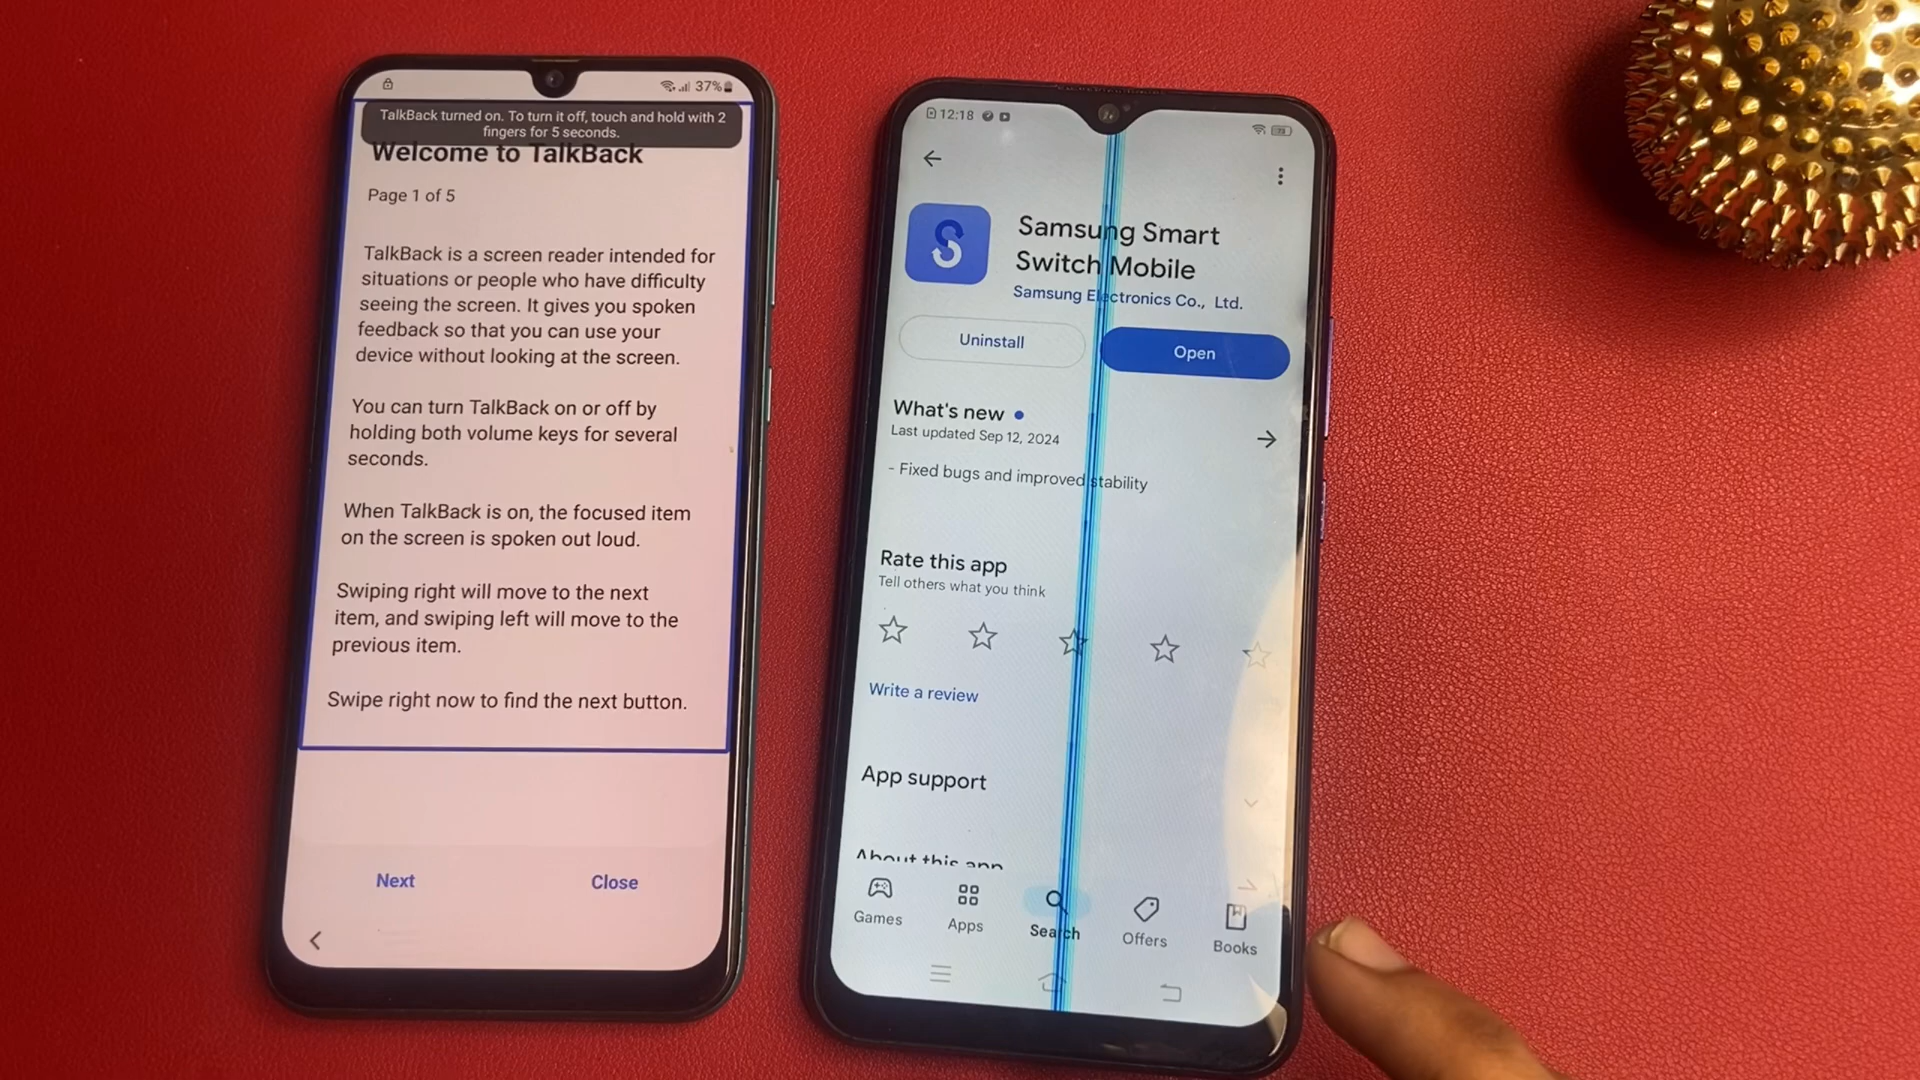 37%
TalkBack turned on. To turn it off, touch and hold with 2
fingers for 5 seconds.
Welcome to TalkBack
Page 1 of 5
TalkBack is a screen reader intended for
situations or people who have difficulty
seeing the screen. It gives you spoken
feedback so that you can use your
device without looking at the screen.
You can turn TalkBack on or off by
holding both volume keys for several
seconds.
When TalkBack is on, the focused item
on the screen is spoken out loud.
Swiping right will move to the next
item, and swiping left will move to the
previous item.
Swipe right now to find the next button.
Next
Close
12:18
Samsung Smart
Switch Mobile
Samsung Electronics Co., Ltd.
Uninstall
Open
What's new
Last updated Sep 12, 2024
- Fixed bugs and improved stability
Rate this app
Tell others what you think
Write a review
App support
About this app
Games
Apps
Search
Offers
Books